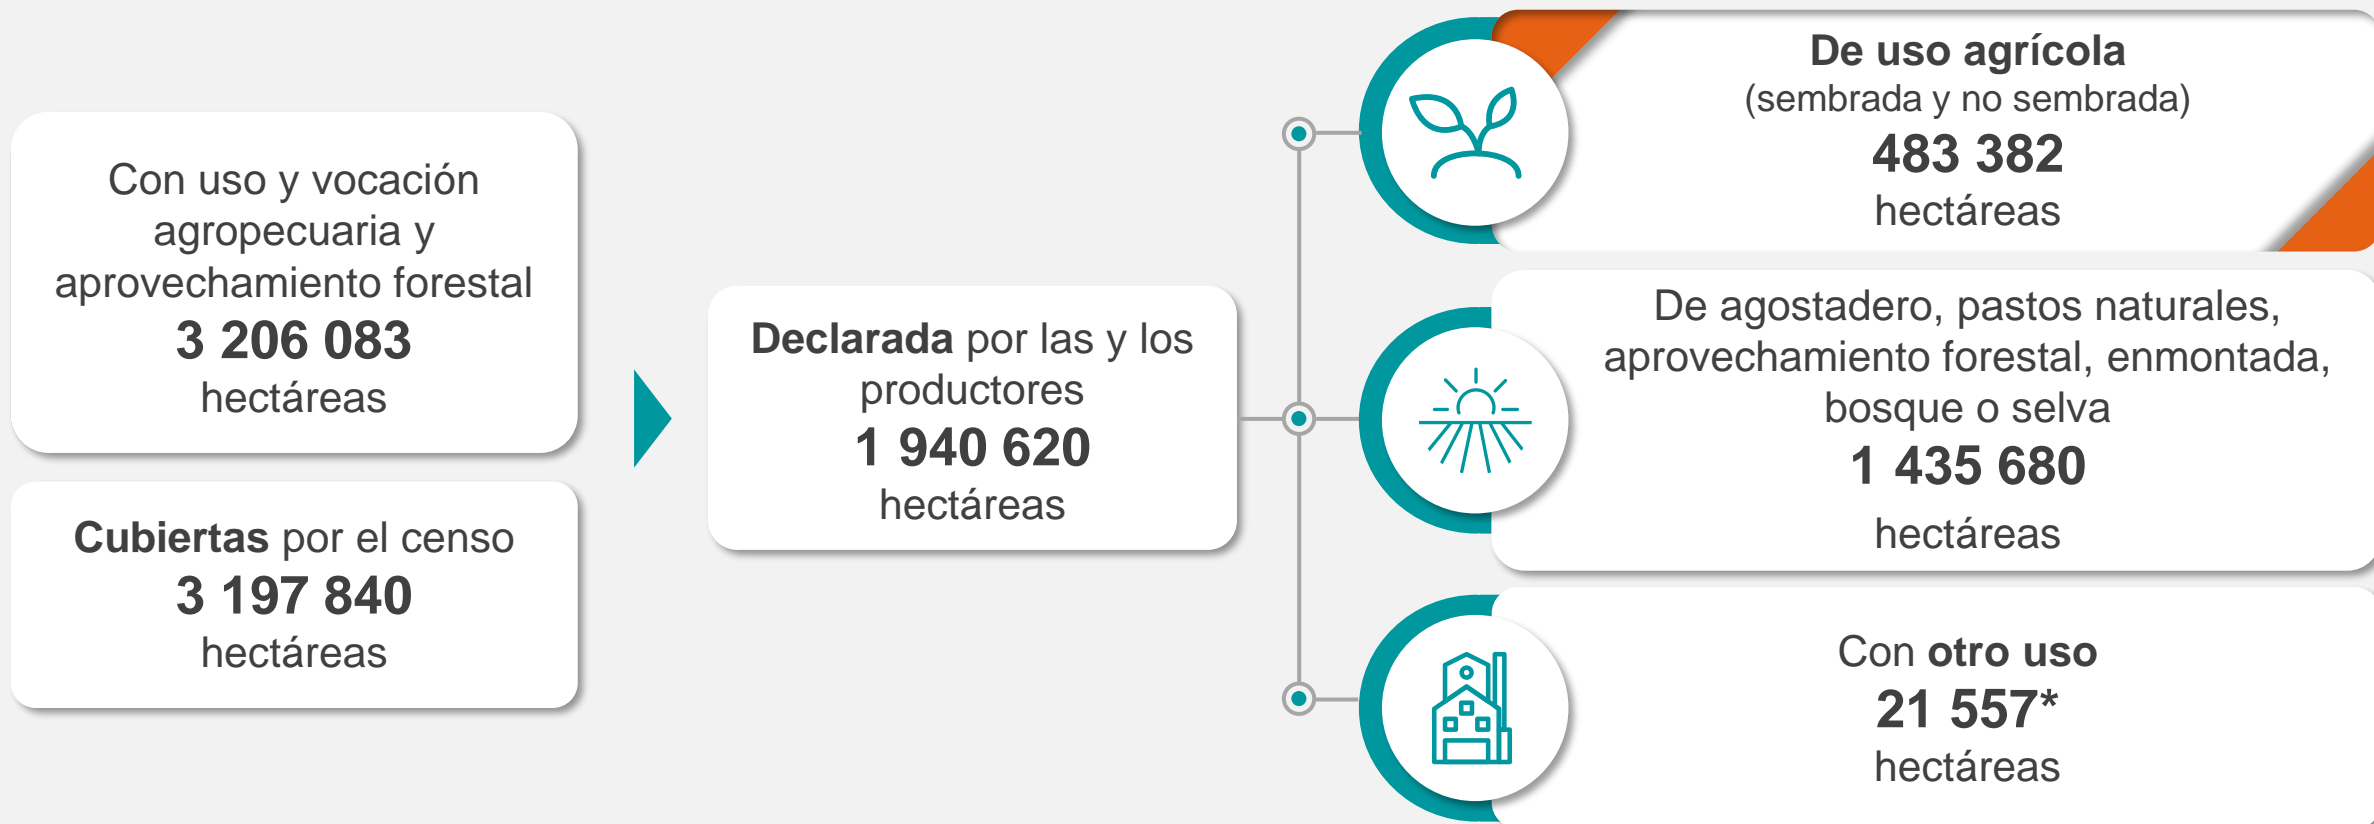 Con uso y vocación
agropecuaria y
aprovechamiento forestal
3 206 083
hectáreas
Cubiertas por el censo
3 197 840
hectáreas
Declarada por las y los
productores
1 940 620
hectáreas
De uso agrícola
(sembrada y no sembrada)
483 382
hectáreas
De agostadero, pastos naturales,
aprovechamiento forestal, enmontada,
bosque o selva
1 435 680
hectáreas
Con otro uso
21 557*
hectáreas